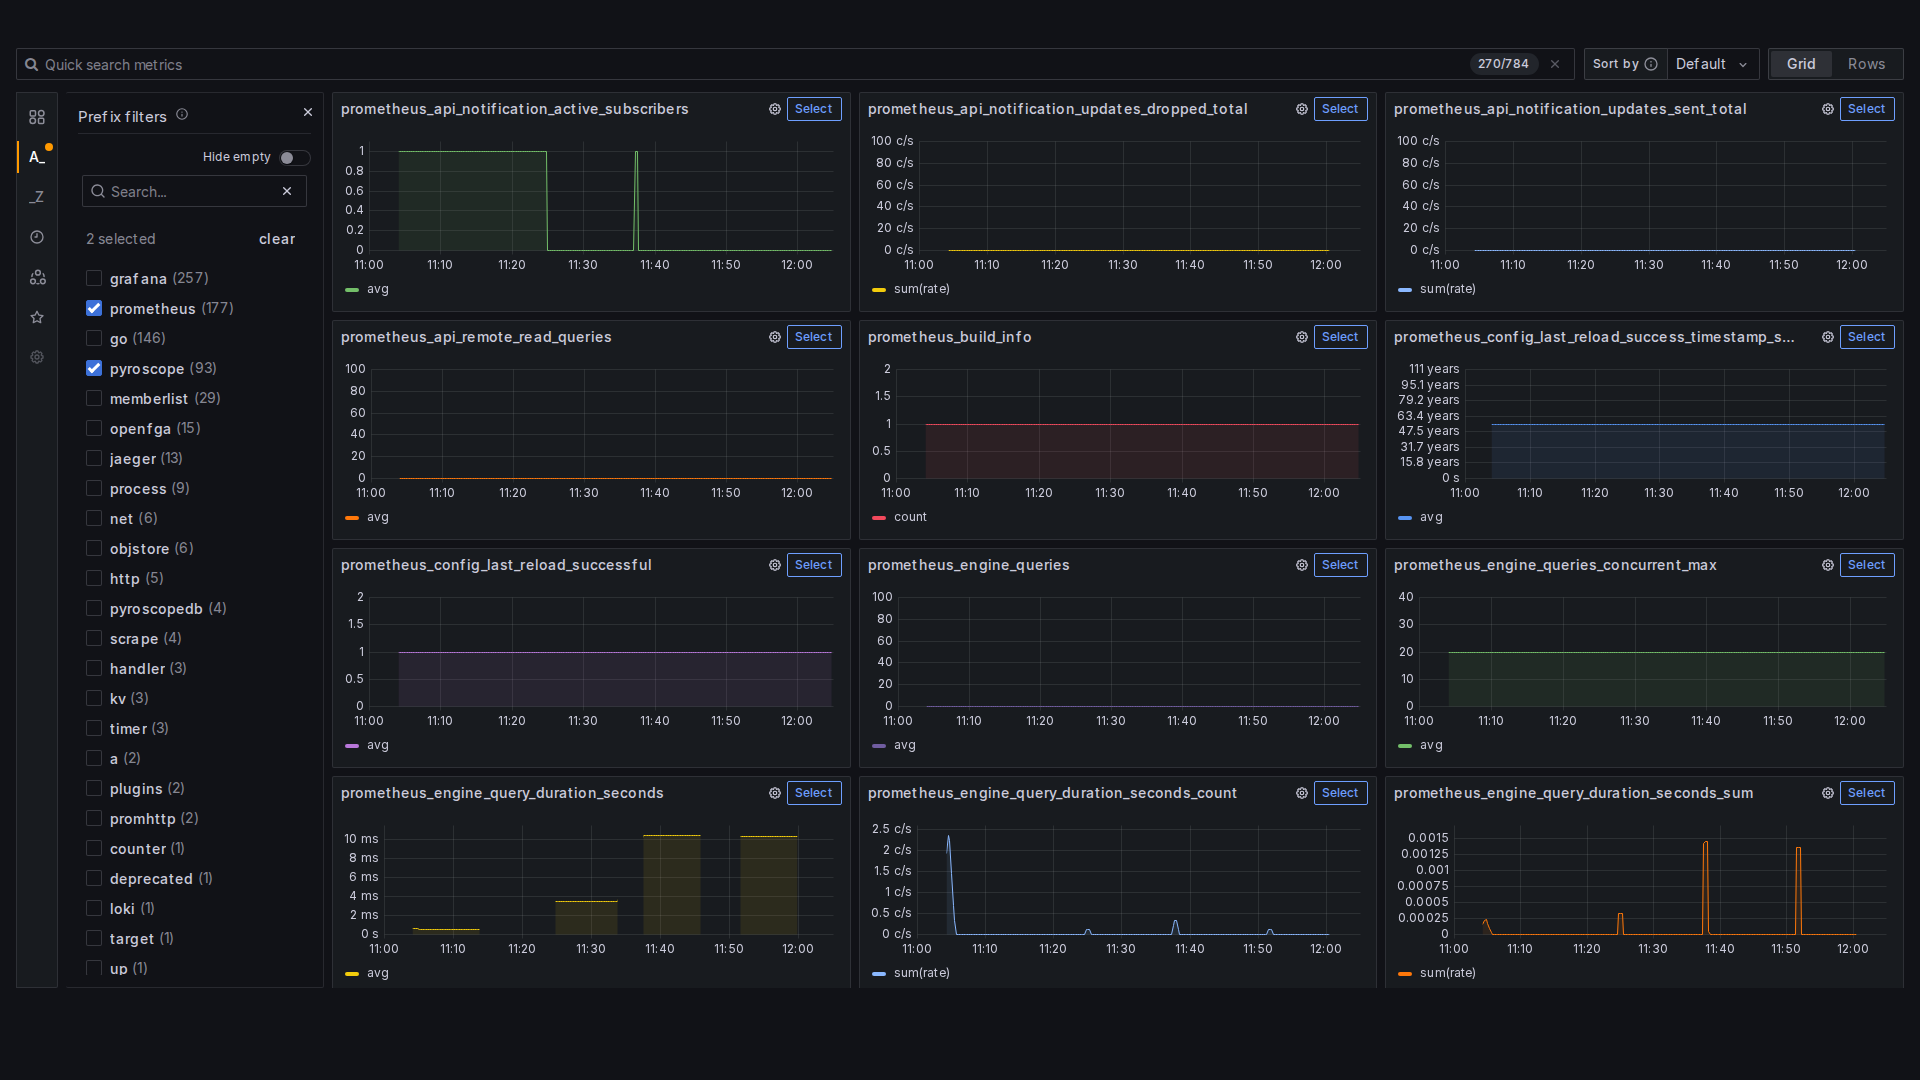 Quick search metrics
270/784
Sort by
Default
Grid
Rows
Prefix filters
Hide empty
Search...
2 selected
clear
grafana (257)
prometheus (177)
go (146)
pyroscope (93)
memberlist (29)
openfga (15)
jaeger (13)
process (9)
net (6)
objstore (6)
http (5)
pyroscopedb (4)
scrape (4)
handler (3)
kv (3)
timer (3)
a (2)
plugins (2)
promhttp (2)
counter (1)
deprecated (1)
loki (1)
target (1)
up (1)
A_
_Z
prometheus_api_notification_active_subscribers
Select
1
0.8
0.6
0.4
0.2
0
11:00 11:10 11:20 11:30 11:40 11:50 12:00
avg
prometheus_api_notification_updates_dropped_total
Select
100 c/s
80 c/s
60 c/s
40 c/s
20 c/s
0 c/s
11:00 11:10 11:20 11:30 11:40 11:50 12:00
sum(rate)
prometheus_api_notification_updates_sent_total
Select
100 c/s
80 c/s
60 c/s
40 c/s
20 c/s
0 c/s
11:00 11:10 11:20 11:30 11:40 11:50 12:00
sum(rate)
prometheus_api_remote_read_queries
Select
100
80
60
40
20
0
11:00 11:10 11:20 11:30 11:40 11:50 12:00
avg
prometheus_build_info
Select
2
1.5
1
0.5
0
11:00 11:10 11:20 11:30 11:40 11:50 12:00
count
prometheus_config_last_reload_success_timestamp_s...
Select
111 years
95.1 years
79.2 years
63.4 years
47.5 years
31.7 years
15.8 years
0 s
11:00 11:10 11:20 11:30 11:40 11:50 12:00
avg
prometheus_config_last_reload_successful
Select
2
1.5
1
0.5
0
11:00 11:10 11:20 11:30 11:40 11:50 12:00
avg
prometheus_engine_queries
Select
100
80
60
40
20
0
11:00 11:10 11:20 11:30 11:40 11:50 12:00
avg
prometheus_engine_queries_concurrent_max
Select
40
30
20
10
0
11:00 11:10 11:20 11:30 11:40 11:50 12:00
avg
prometheus_engine_query_duration_seconds
Select
10 ms
8 ms
6 ms
4 ms
2 ms
0 s
11:00 11:10 11:20 11:30 11:40 11:50 12:00
avg
prometheus_engine_query_duration_seconds_count
Select
2.5 c/s
2 c/s
1.5 c/s
1 c/s
0.5 c/s
0 c/s
11:00 11:10 11:20 11:30 11:40 11:50 12:00
sum(rate)
prometheus_engine_query_duration_seconds_sum
Select
0.0015
0.00125
0.001
0.00075
0.0005
0.00025
0
11:00 11:10 11:20 11:30 11:40 11:50 12:00
sum(rate)